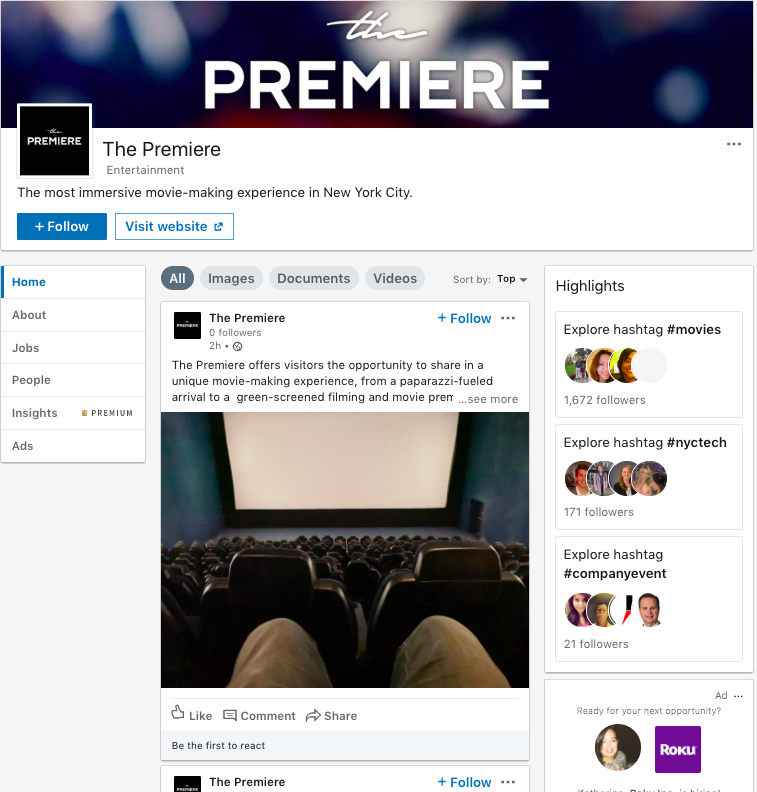 the
PREMIERE
the
PREMIERE
The Premiere
Entertainment
The most immersive movie-making experience in New York City.
+ Follow
Visit website
Home
About
Jobs
People
Insights PREMIUM
Ads
All Images Documents Videos Sort by: Top
The Premiere
+ Follow
0 followers
2h •
The Premiere offers visitors the opportunity to share in a
unique movie-making experience, from a paparazzi-fueled
arrival to a green-screened filming and movie prem ...see more
Like Comment Share
Be the first to react
The Premiere
+ Follow
Highlights
Explore hashtag #movies
1,672 followers
Explore hashtag #nyctech
171 followers
Explore hashtag
#companyevent
21 followers
Ad
Ready for your next opportunity?
ROKU